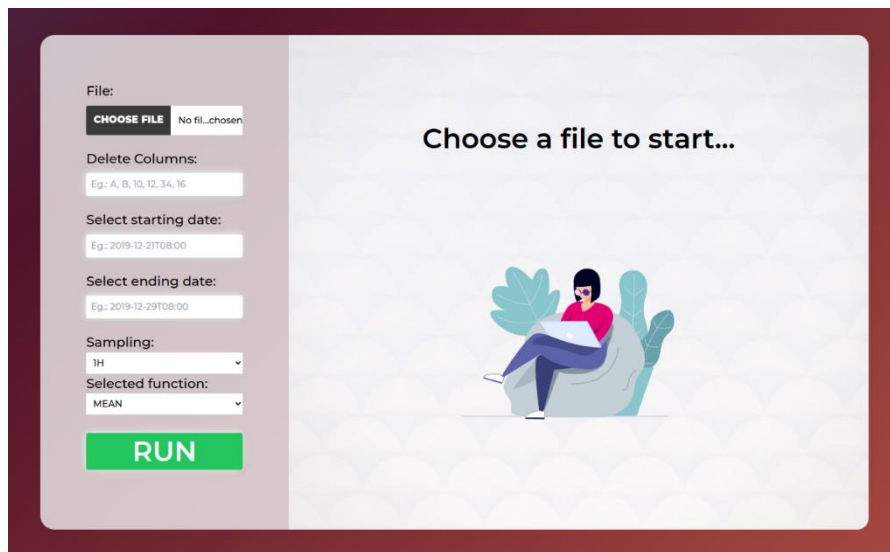 File:
CHOOSE FILE No fil...chosen
Delete Columns:
Eg.: A, B, 10, 12, 34, 16
Select starting date:
Eg.: 2019-12-21T08:00
Select ending date:
Eg.: 2019-12-29T08:00
Sampling:
1H
Selected function:
MEAN
RUN
Choose a file to start...